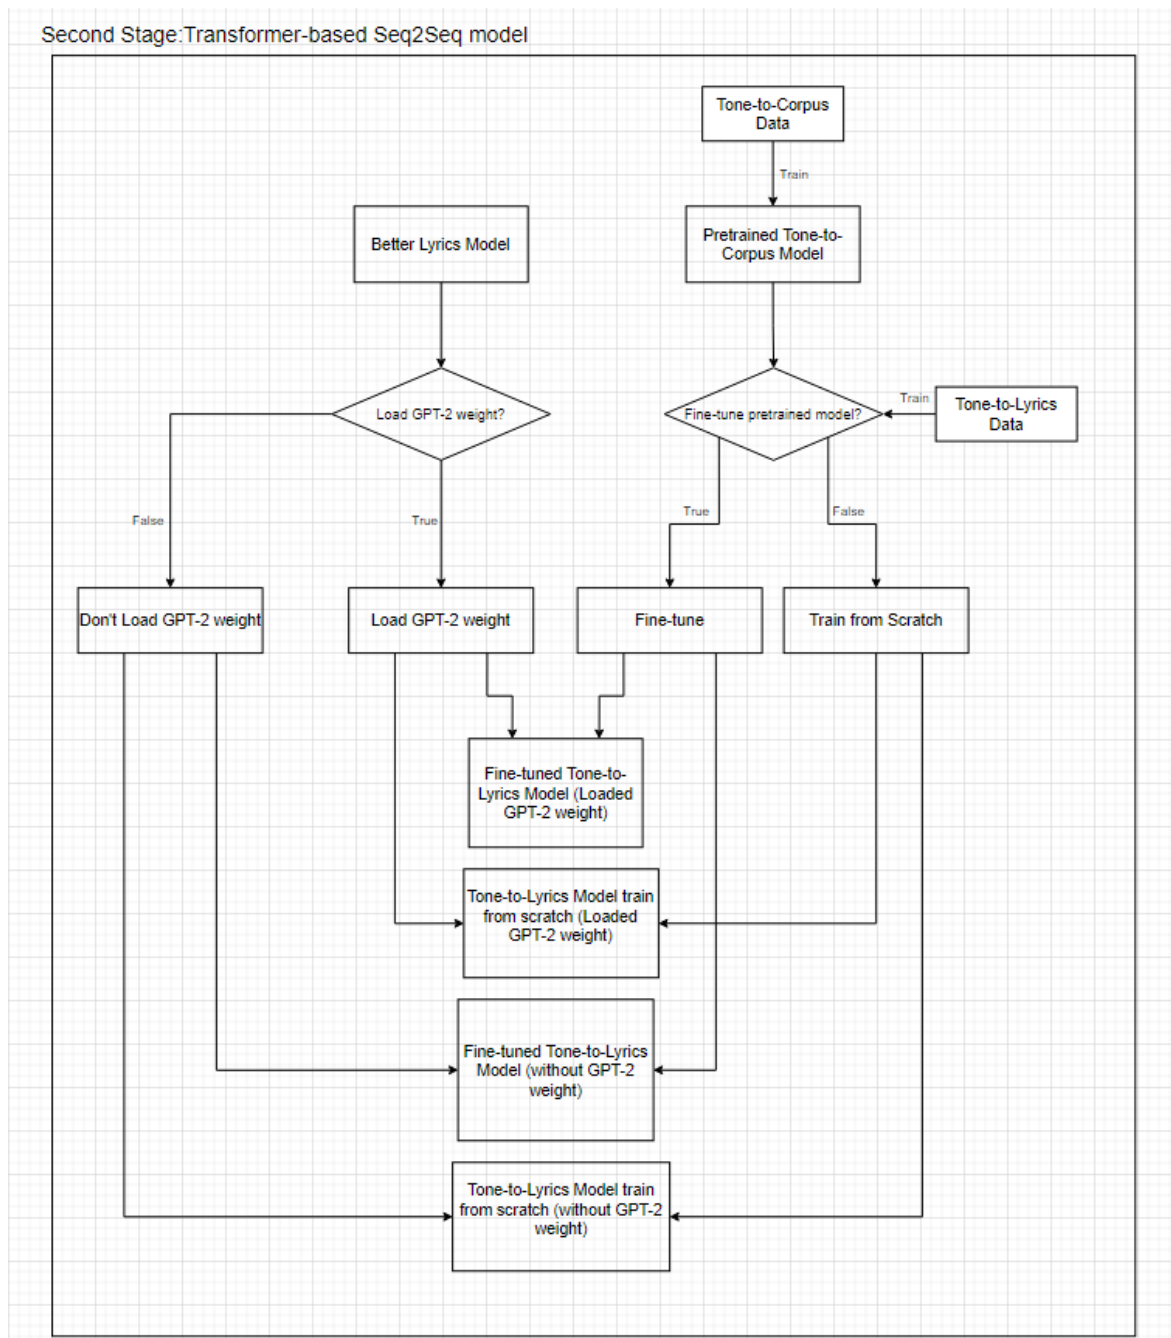 Second Stage:Transformer-based Seq2Seq model
Tone-to-Corpus
Data
Train
Better Lyrics Model
Pretrained Tone-to-
Corpus Model
Load GPT-2 weight?
Fine-tune pretrained model?
Train
Tone-to-Lyrics
Data
False
True
True
False
Don't Load GPT-2 weight
Load GPT-2 weight
Fine-tune
Train from Scratch
Fine-tuned Tone-to-
Lyrics Model (Loaded
GPT-2 weight)
Tone-to-Lyrics Model train
from scratch (Loaded
GPT-2 weight)
Fine-tuned Tone-to-Lyrics
Model (without GPT-2
weight)
Tone-to-Lyrics Model train
from scratch (without GPT-2
weight)